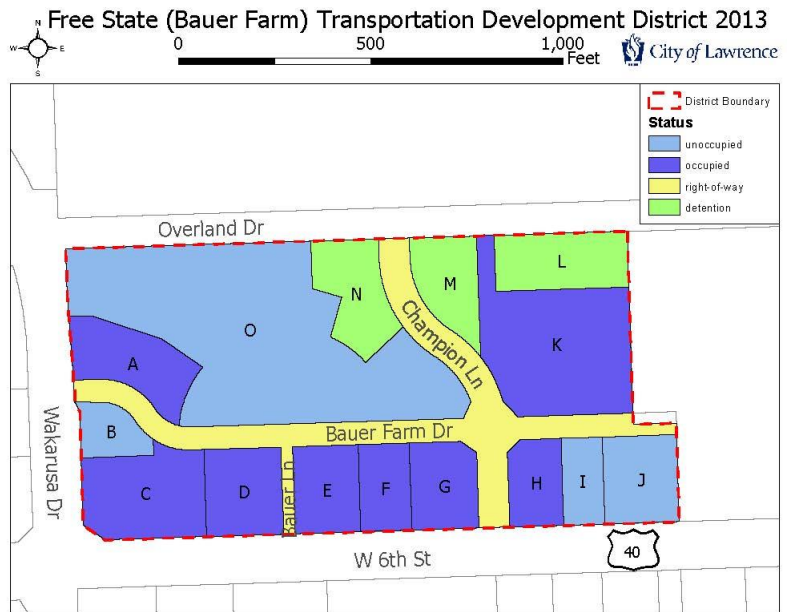 Free State (Bauer Farm) Transportation Development District 2013
N
W E
S
0 500 1,000
Feet
City of Lawrence
District Boundary
Status
unoccupied
occupied
right-of-way
detention
Overland Dr
L
N
M
O
Champion Ln
K
A
Wakarusa Dr
B
Bauer Farm Dr
C
D
Bauer Ln
E
F
G
H
I
J
W 6th St
40